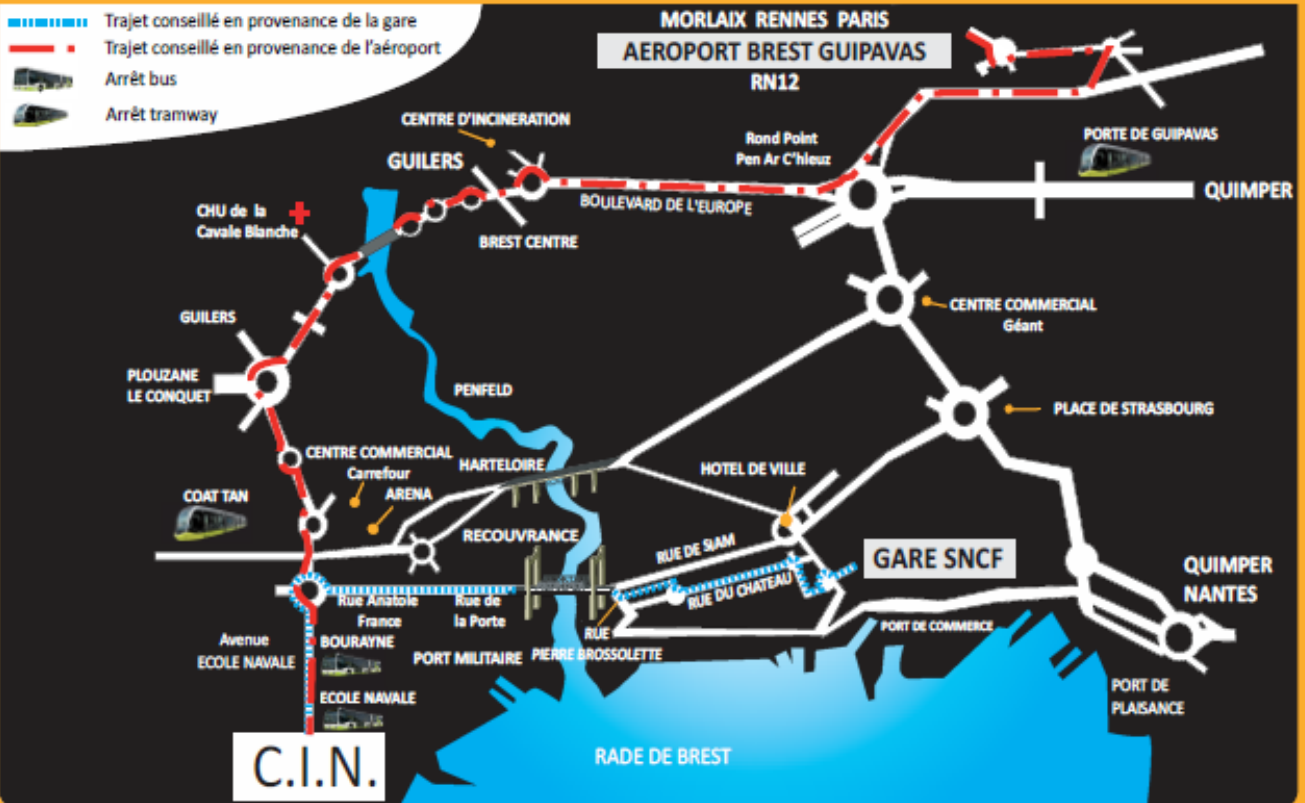 Trajet conseillé en provenance de la gare
Trajet conseillé en provenance de l'aéroport
Arrêt bus
Arrêt tramway
MORLAIX RENNES PARIS
AEROPORT BREST GUIPAVAS
RN12
CENTRE D'INCINERATION
GUILERS
Rond Point
Pen Ar C'hleuz
PORTE DE GUIPAVAS
QUIMPER
BOULEVARD DE L'EUROPE
CHU de la
Cavale Blanche
BREST CENTRE
CENTRE COMMERCIAL
Géant
GUILERS
PLOUZANE
LE CONQUET
PENFELD
PLACE DE STRASBOURG
CENTRE COMMERCIAL
Carrefour
HARTELOIRE
HOTEL DE VILLE
COAT TAN
ARENA
RECOUVRANCE
RUE DE SIAM
GARE SNCF
RUE DU CHATEAU
QUIMPER
NANTES
Rue Anatole
France
Rue de
la Porte
RUE
PIERRE BROSSOLETTE
PORT DE COMMERCE
Avenue
ECOLE NAVALE
BOURAYNE
PORT MILITAIRE
ECOLE NAVALE
PORT DE
PLAISANCE
C.I.N.
RADE DE BREST